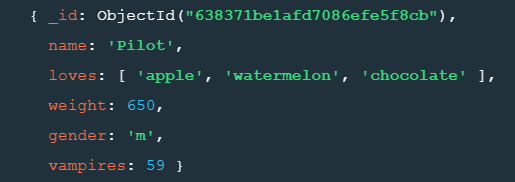 { _id: ObjectId("638371be1afd7086efe5f8cb"),
name: 'Pilot',
loves: [ 'apple', 'watermelon', 'chocolate' ],
weight: 650,
gender: 'm',
vampires: 59 }